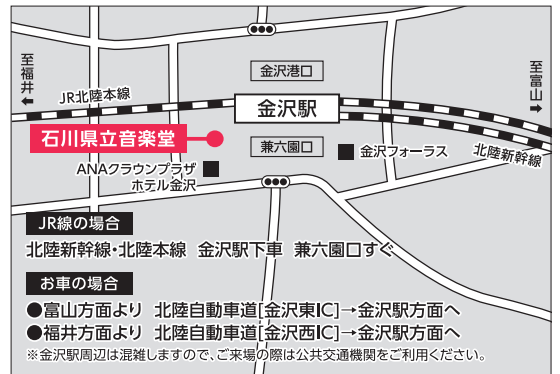 至福井
至富山
金沢港口
JR北陸本線
金沢駅
石川県立音楽堂
兼六園口
金沢フォーラス
北陸新幹線
ANAクラウンプラザ
ホテル金沢
JR線の場合
北陸新幹線・北陸本線 金沢駅下車 兼六園口すぐ
お車の場合
●富山方面より 北陸自動車道[金沢東IC]→金沢駅方面へ
●福井方面より 北陸自動車道[金沢西IC]→金沢駅方面へ
※金沢駅周辺は混雑しますので、ご来場の際は公共交通機関をご利用ください。